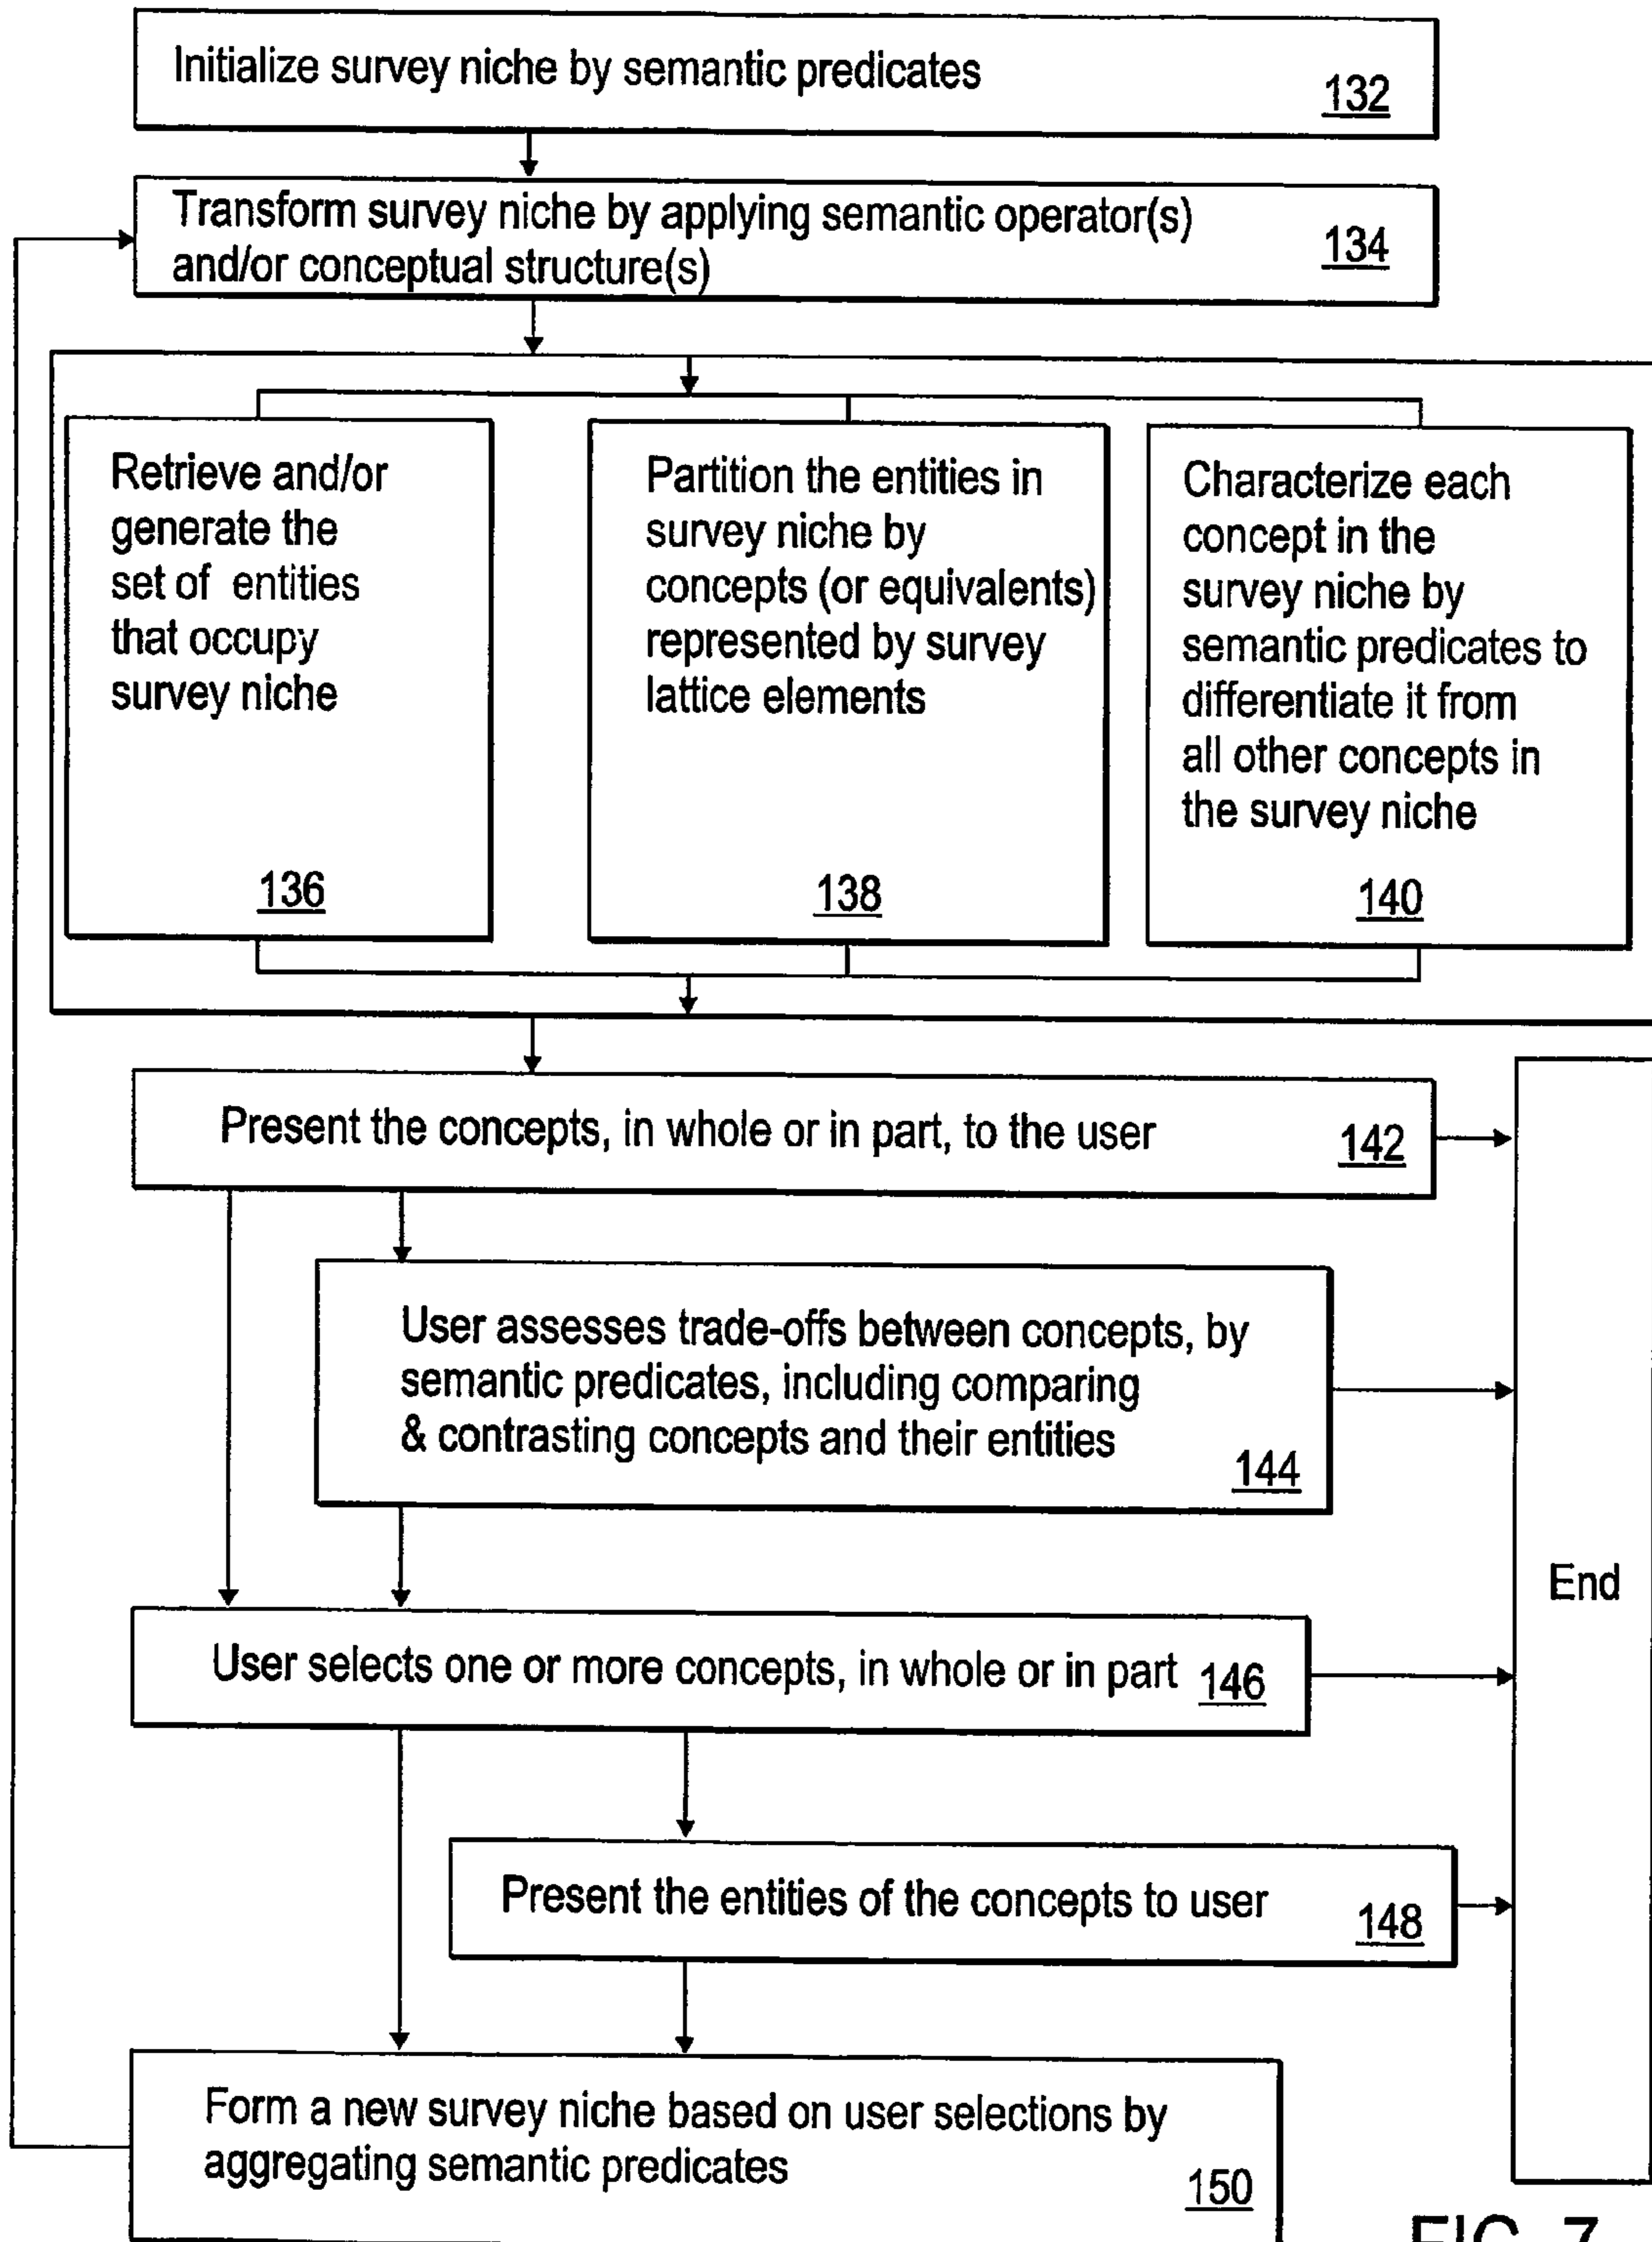 Initialize survey niche by semantic predicates
132
Transform survey niche by applying semantic operator(s)
and/or conceptual structure(s)
134
Retrieve and/or
generate the
set of entities
that occupy
survey niche
136
Partition the entities in
survey niche by
concepts (or equivalents)
represented by survey
lattice elements
138
Characterize each
concept in the
survey niche by
semantic predicates to
differentiate it from
all other concepts in
the survey niche
140
Present the concepts, in whole or in part, to the user
142
User assesses trade-offs between concepts, by
semantic predicates, including comparing
& contrasting concepts and their entities
144
End
User selects one or more concepts, in whole or in part 146
Present the entities of the concepts to user
148
Form a new survey niche based on user selections by
aggregating semantic predicates
150
FIG. 7